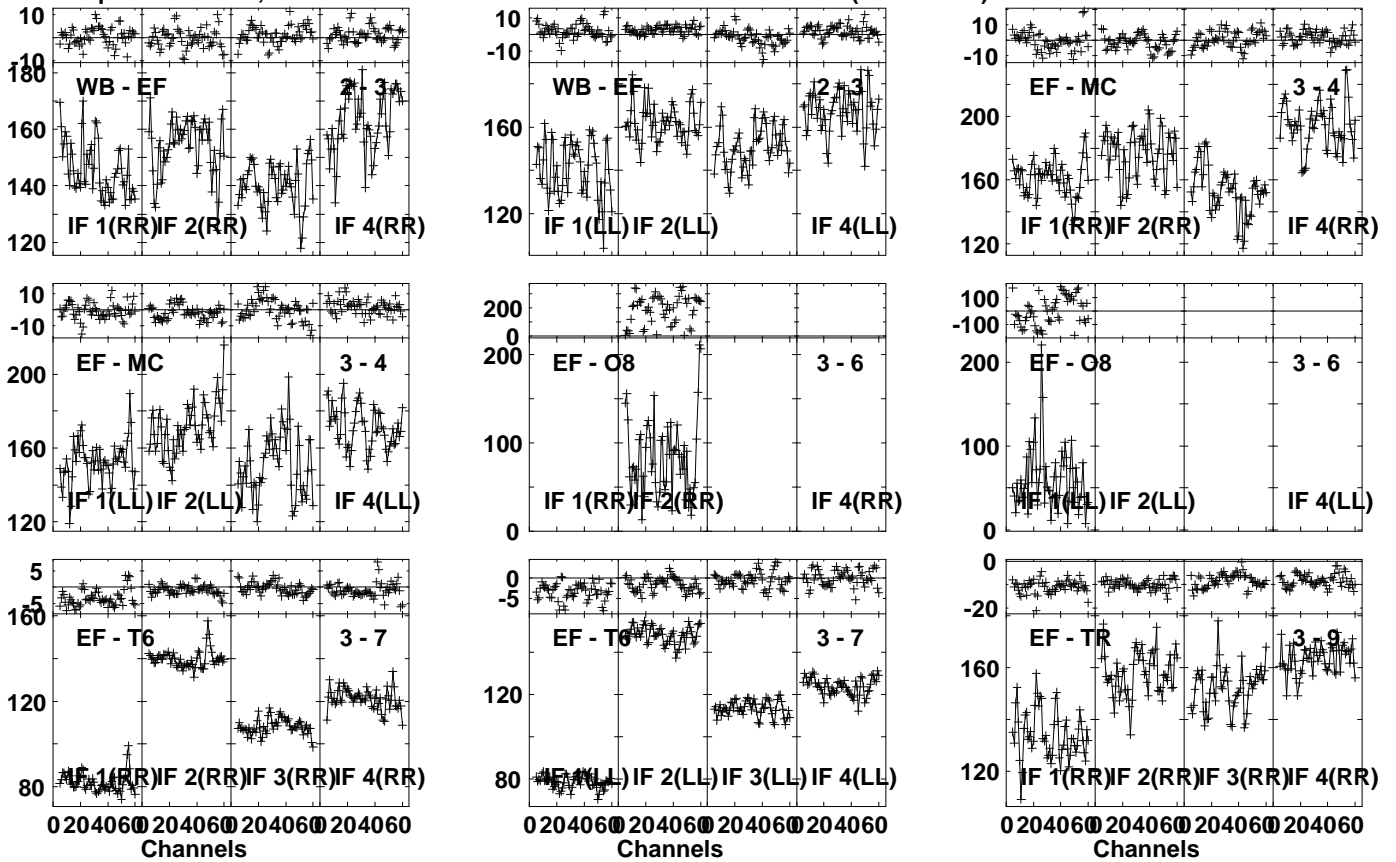 10
-10
180
160
140
120
WB - EF
2 - 3
IF 1(RR) IF 2(RR) IF 4(RR)
10
-10
160
120
WB - EF
2 - 3
IF 1(LL) IF 2(LL) IF 4(LL)
10
-10
200
160
120
EF - MC
3 - 4
IF 1(RR) IF 2(RR) IF 4(RR)
10
-10
200
160
120
EF - MC
3 - 4
IF 1(LL) IF 2(LL) IF 4(LL)
200
0
200
100
0
EF - O8
3 - 6
IF 1(RR) IF 2(RR) IF 4(RR)
100
-100
200
100
0
EF - O8
3 - 6
IF 1(LL) IF 2(LL) IF 4(LL)
5
-5
160
120
80
EF - T6
3 - 7
IF 1(RR) IF 2(RR) IF 3(RR) IF 4(RR)
0 20 40 60 0 20 40 60 0 20 40 60 0 20 40 60
Channels
0
-5
120
80
EF - T6
3 - 7
IF 1(LL) IF 2(LL) IF 3(LL) IF 4(LL)
0 20 40 60 0 20 40 60 0 20 40 60 0 20 40 60
Channels
0
-20
160
120
EF - TR
3 - 9
IF 1(RR) IF 2(RR) IF 3(RR) IF 4(RR)
0 20 40 60 0 20 40 60 0 20 40 60 0 20 40 60
Channels